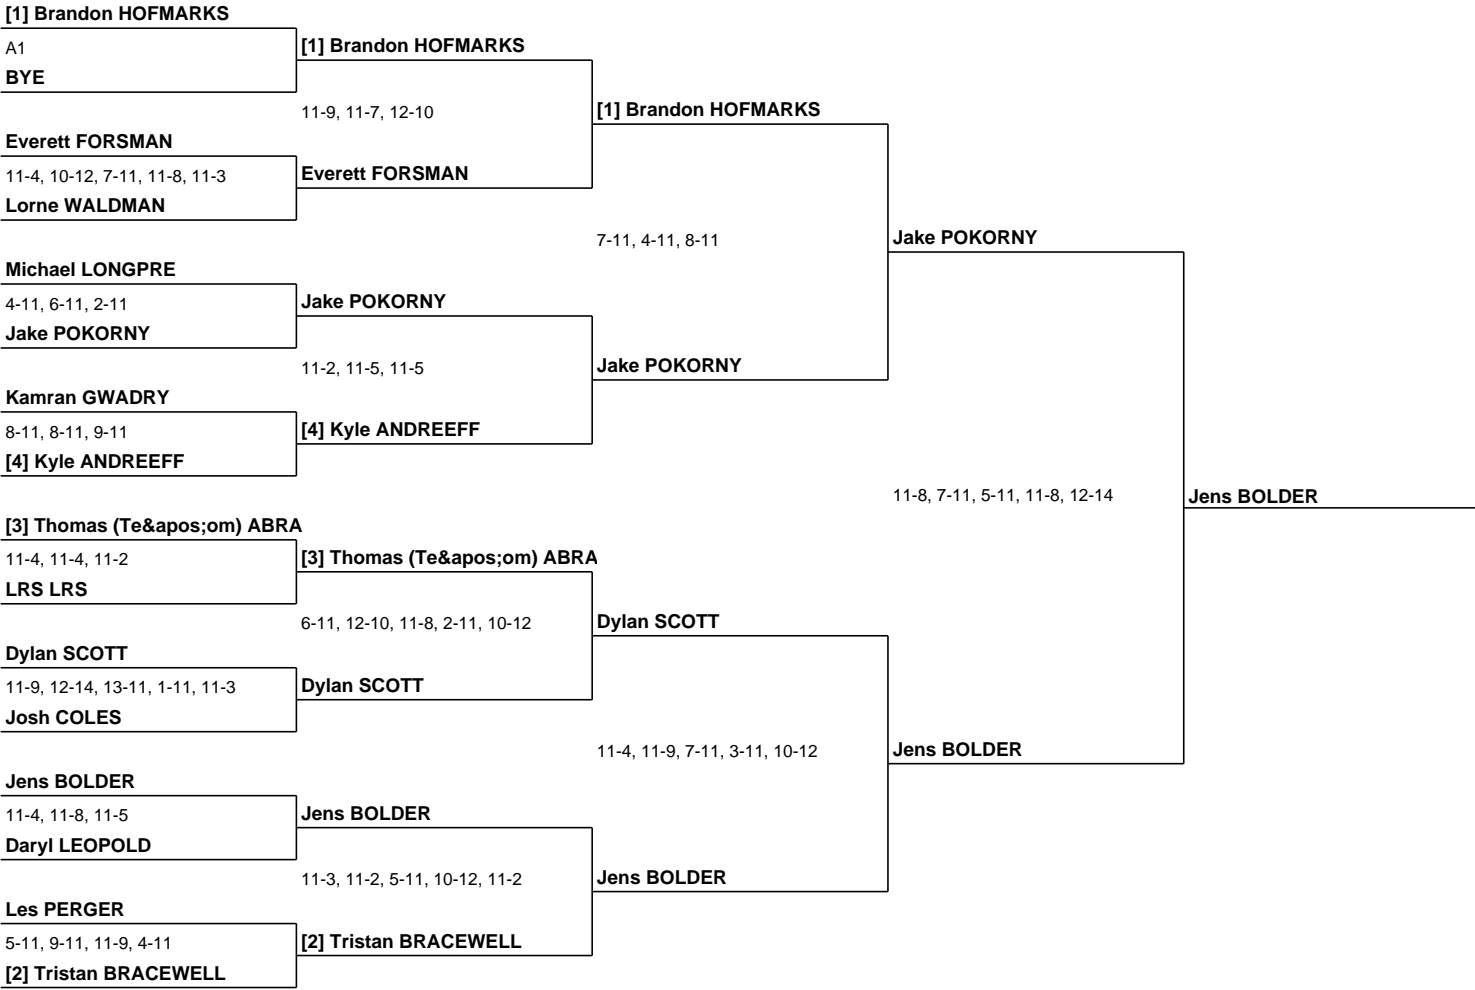 [1] Brandon HOFMARKS
A1
BYE
[1] Brandon HOFMARKS
11-9, 11-7, 12-10
Everett FORSMAN
11-4, 10-12, 7-11, 11-8, 11-3
Lorne WALDMAN
Everett FORSMAN
[1] Brandon HOFMARKS
7-11, 4-11, 8-11
Michael LONGPRE
4-11, 6-11, 2-11
Jake POKORNY
Jake POKORNY
11-2, 11-5, 11-5
Kamran GWADRY
8-11, 8-11, 9-11
[4] Kyle ANDREEFF
[4] Kyle ANDREEFF
Jake POKORNY
Jake POKORNY
11-8, 7-11, 5-11, 11-8, 12-14
Jens BOLDER
[3] Thomas (Te&apos;om) ABRA
11-4, 11-4, 11-2
LRS LRS
[3] Thomas (Te&apos;om) ABRA
6-11, 12-10, 11-8, 2-11, 10-12
Dylan SCOTT
11-9, 12-14, 13-11, 1-11, 11-3
Josh COLES
Dylan SCOTT
Dylan SCOTT
11-4, 11-9, 7-11, 3-11, 10-12
Jens BOLDER
Jens BOLDER
11-4, 11-8, 11-5
Daryl LEOPOLD
Jens BOLDER
11-3, 11-2, 5-11, 10-12, 11-2
Jens BOLDER
Les PERGER
5-11, 9-11, 11-9, 4-11
[2] Tristan BRACEWELL
[2] Tristan BRACEWELL